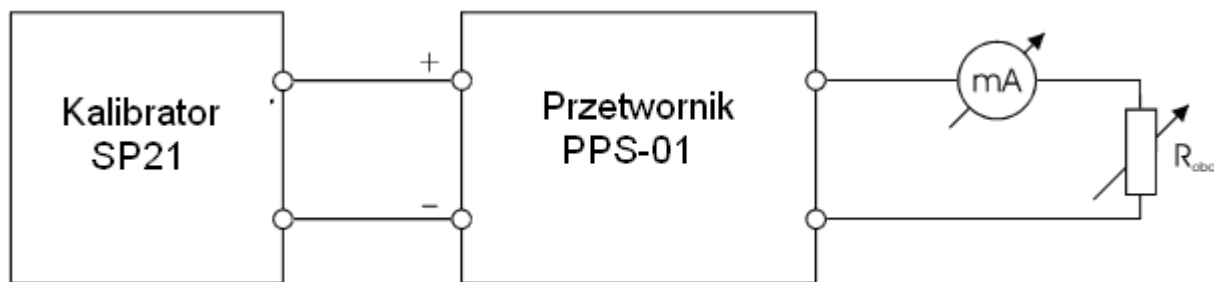 Kalibrator
SP21
+
−
Przetwornik
PPS-01
mA
R